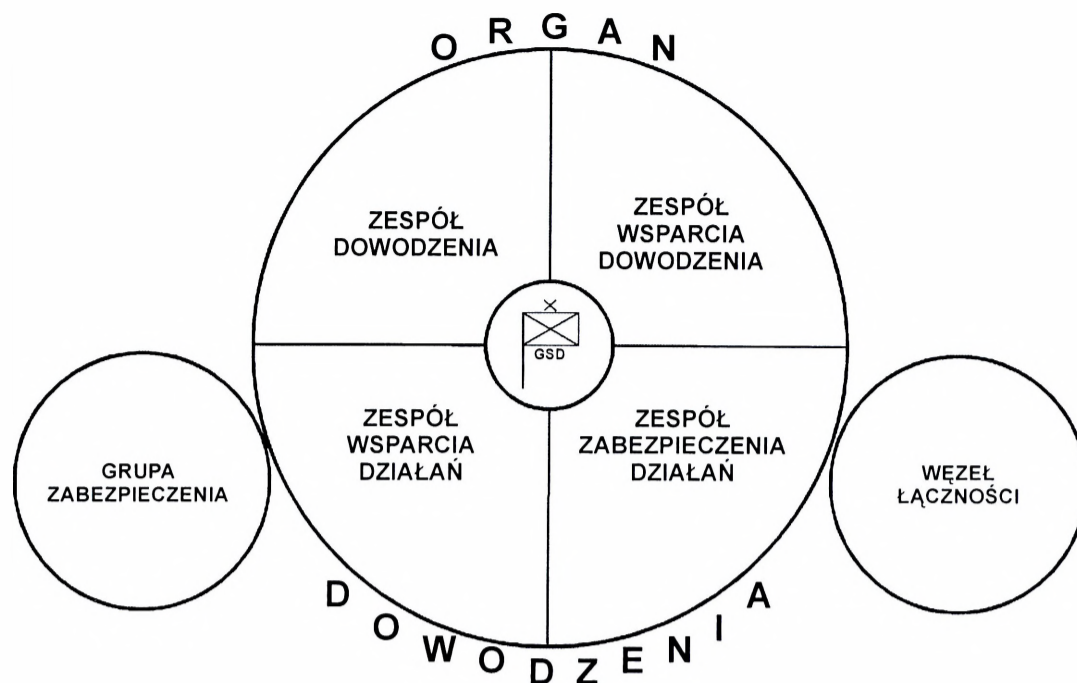 ORGAN
ZESPÓŁ
DOWODZENIA
ZESPÓŁ
WSPARCIA
DOWODZENIA
GSD
ZESPÓŁ
WSPARCIA
DZIAŁAŃ
ZESPÓŁ
ZABEZPIECZENIA
DZIAŁAŃ
GRUPA
ZABEZPIECZENIA
WĘZEŁ
ŁĄCZNOŚCI
DOWODZENIA